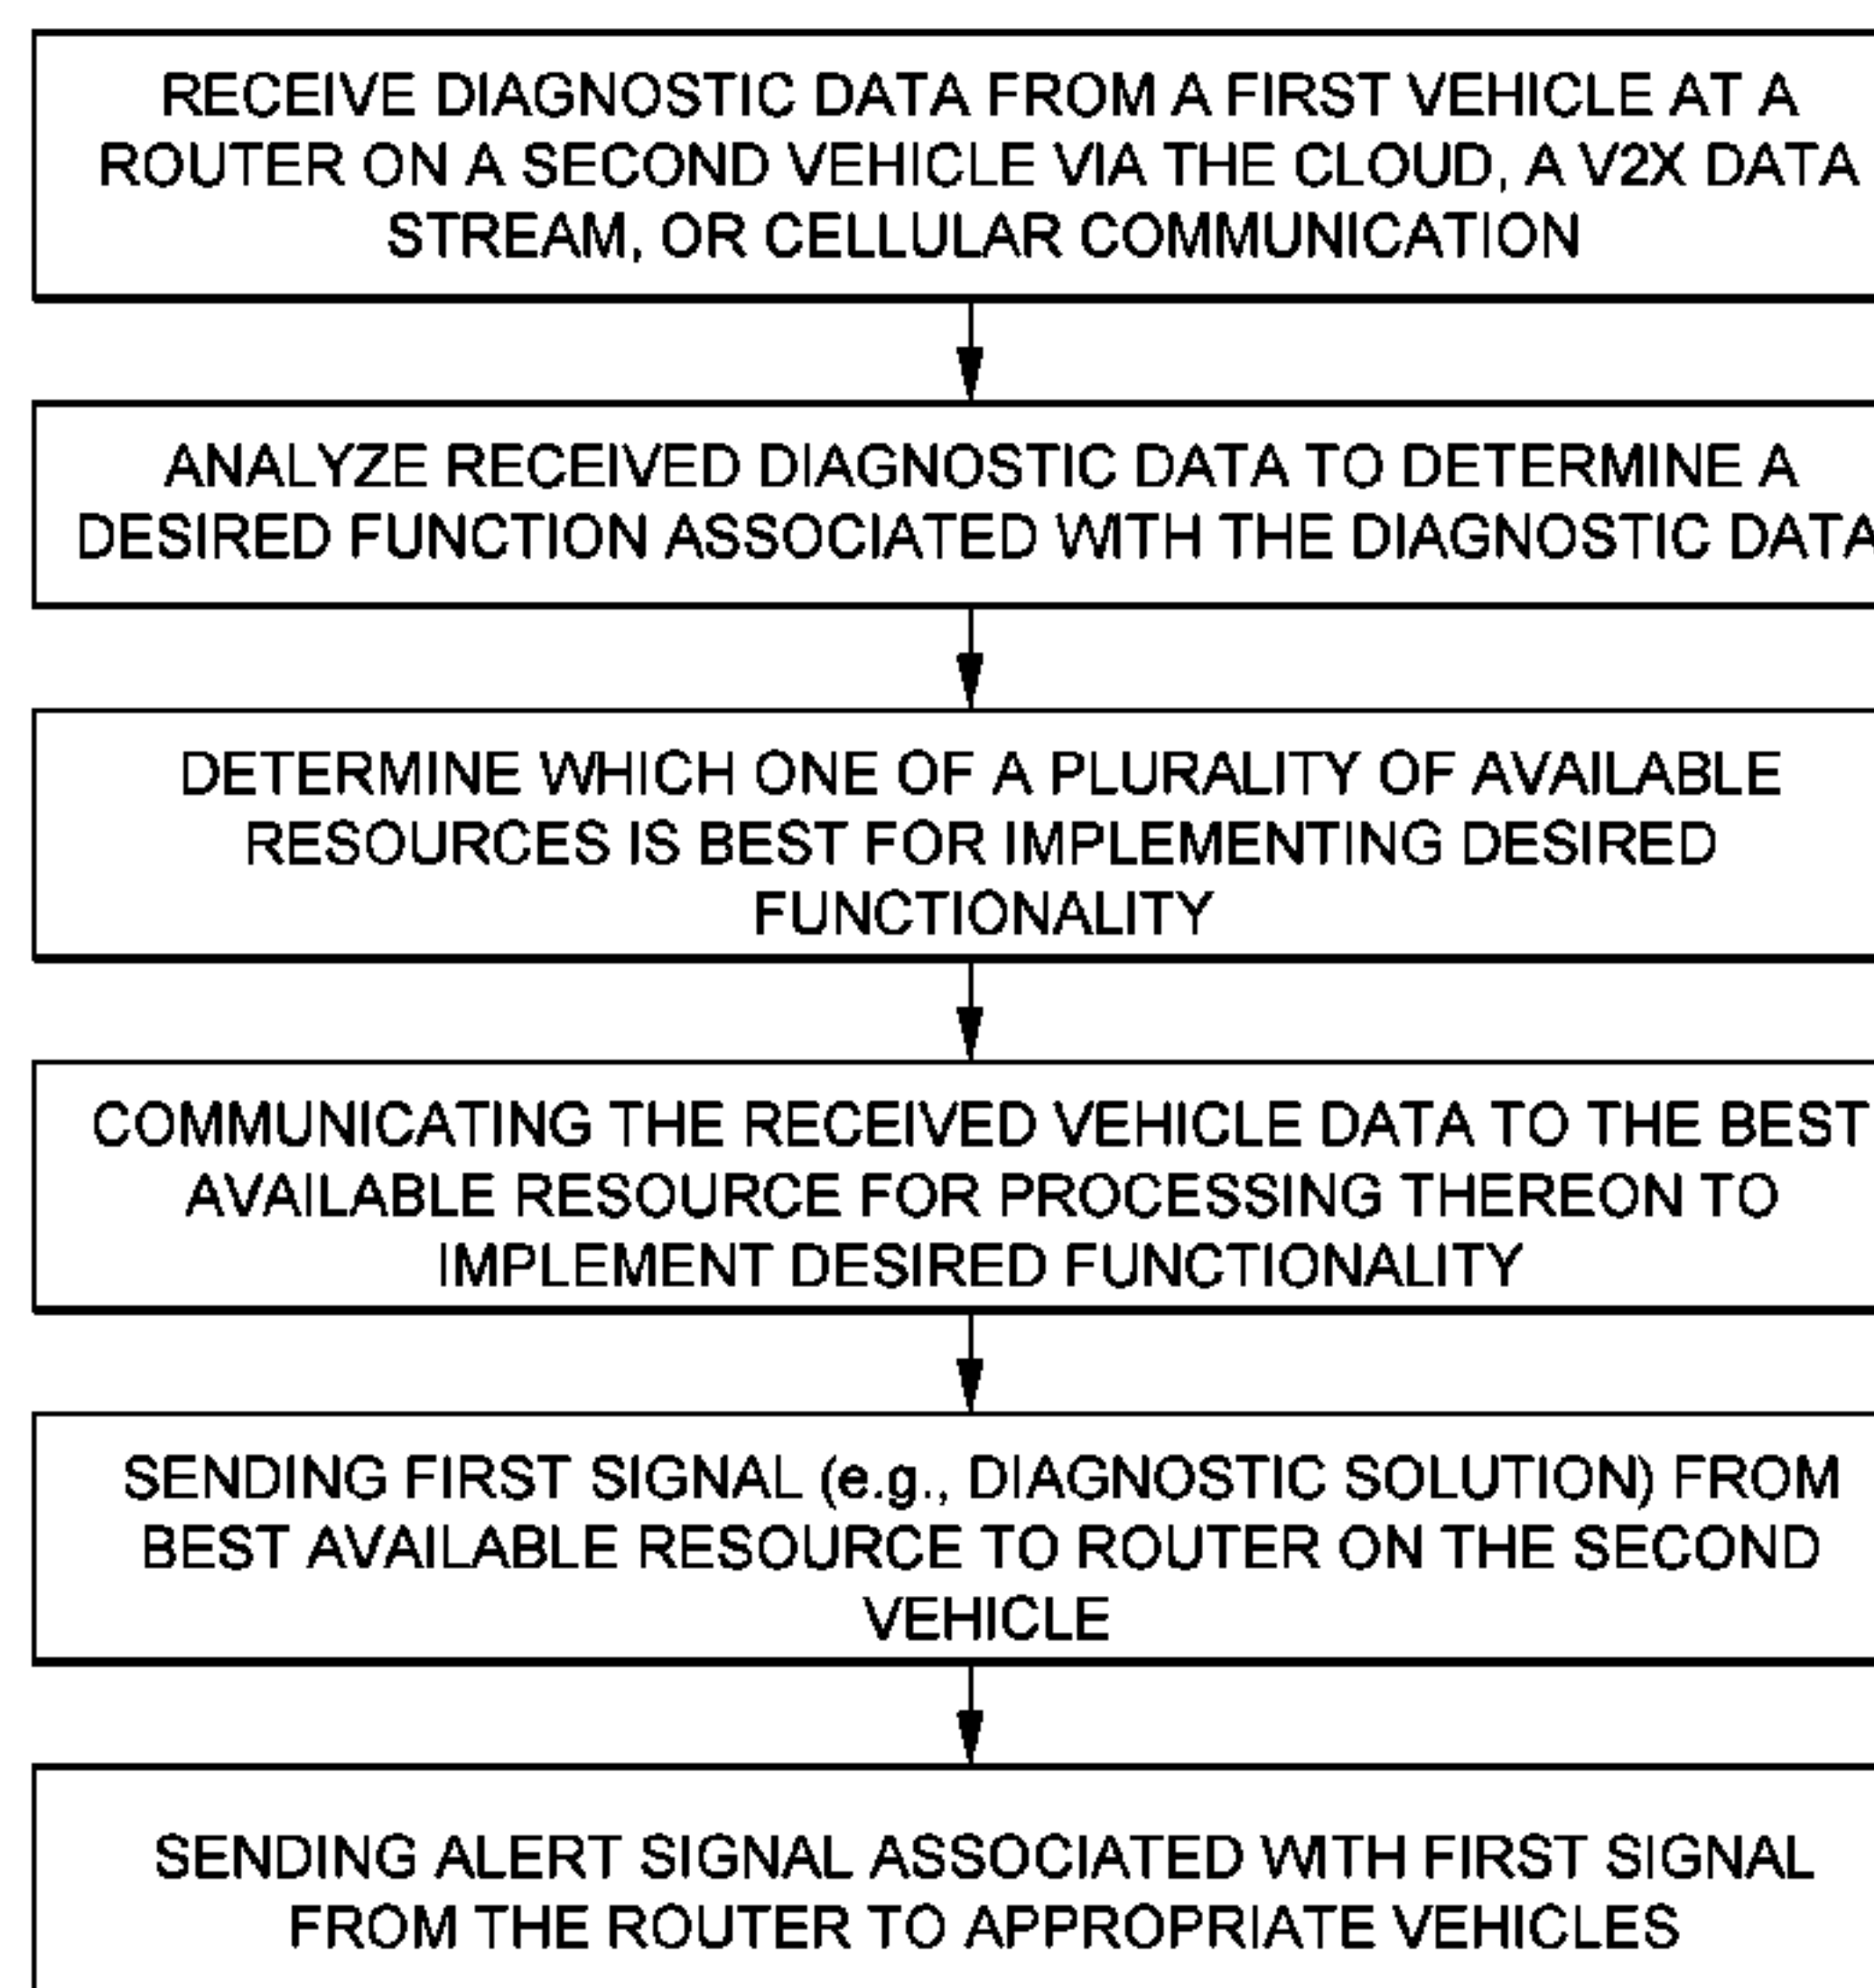 RECEIVE DIAGNOSTIC DATA FROM A FIRST VEHICLE AT A
ROUTER ON A SECOND VEHICLE VIA THE CLOUD, A V2X DATA
STREAM, OR CELLULAR COMMUNICATION
ANALYZE RECEIVED DIAGNOSTIC DATA TO DETERMINE A
DESIRED FUNCTION ASSOCIATED WITH THE DIAGNOSTIC DATA
DETERMINE WHICH ONE OF A PLURALITY OF AVAILABLE
RESOURCES IS BEST FOR IMPLEMENTING DESIRED
FUNCTIONALITY
COMMUNICATING THE RECEIVED VEHICLE DATA TO THE BEST
AVAILABLE RESOURCE FOR PROCESSING THEREON TO
IMPLEMENT DESIRED FUNCTIONALITY
SENDING FIRST SIGNAL (e.g., DIAGNOSTIC SOLUTION) FROM
BEST AVAILABLE RESOURCE TO ROUTER ON THE SECOND
VEHICLE
SENDING ALERT SIGNAL ASSOCIATED WITH FIRST SIGNAL
FROM THE ROUTER TO APPROPRIATE VEHICLES